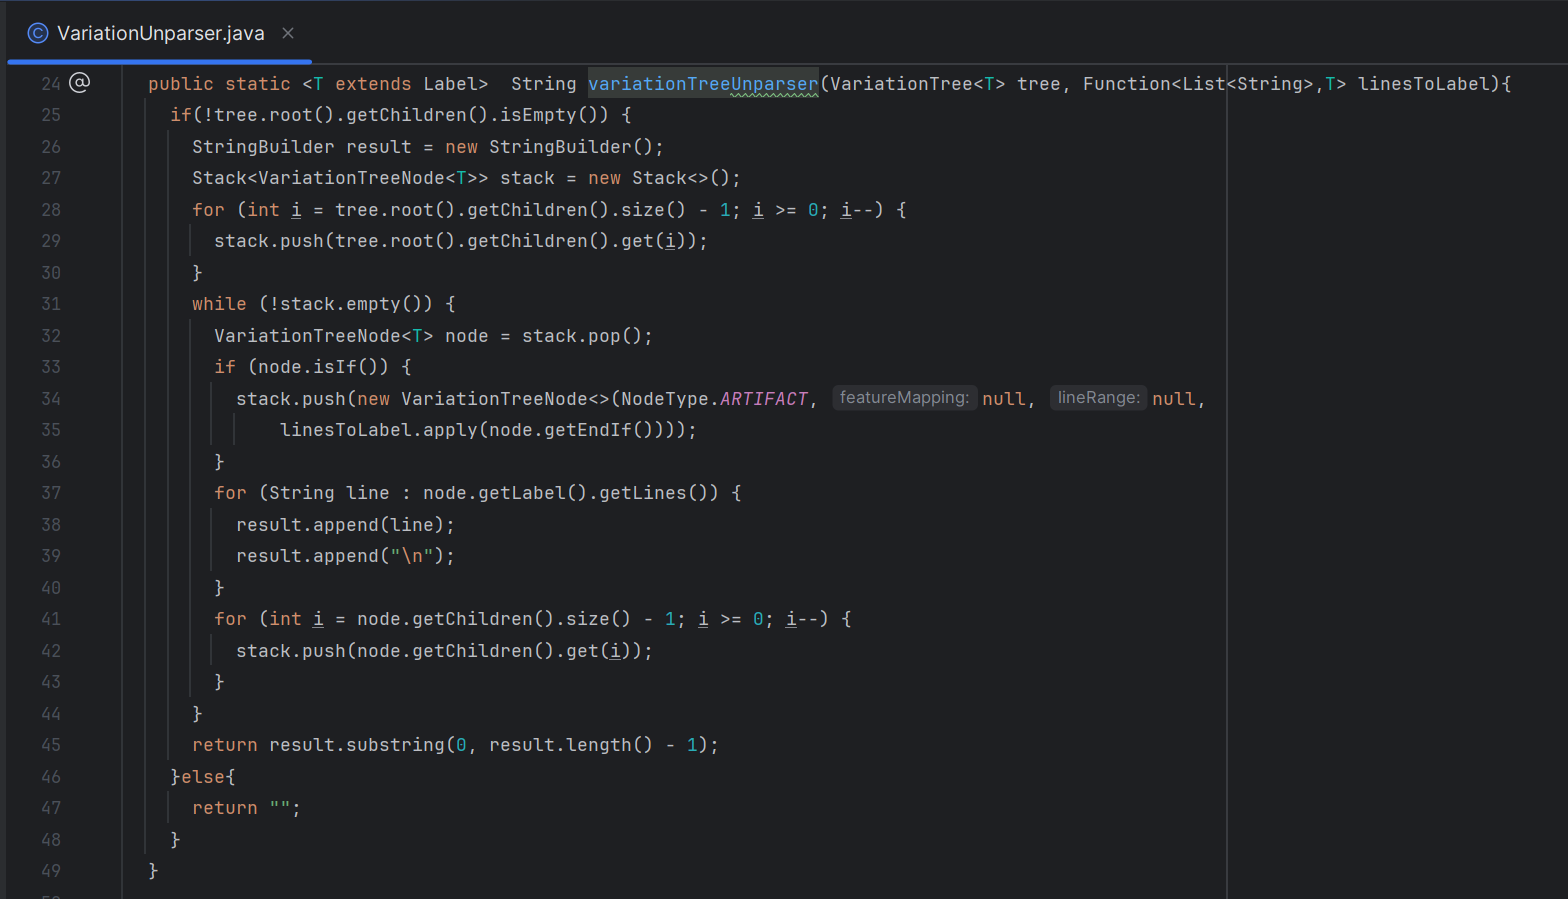 VariationUnparser.java
24 @ public static <T extends Label>  String variationTreeUnparser(VariationTree<T> tree, Function<List<String>,T> linesToLabel){
25 if(!tree.root().getChildren().isEmpty()) {
26 StringBuilder result = new StringBuilder();
27 Stack<VariationTreeNode<T>> stack = new Stack<>();
28 for (int i = tree.root().getChildren().size() - 1; i >= 0; i--) {
29 stack.push(tree.root().getChildren().get(i));
30 }
31 while (!stack.empty()) {
32 VariationTreeNode<T> node = stack.pop();
33 if (node.isIf()) {
34 stack.push(new VariationTreeNode<>(NodeType.ARTIFACT, featureMapping: null, lineRange: null,
35 linesToLabel.apply(node.getEndIf())));
36 }
37 for (String line : node.getLabel().getLines()) {
38 result.append(line);
39 result.append("\n");
40 }
41 for (int i = node.getChildren().size() - 1; i >= 0; i--) {
42 stack.push(node.getChildren().get(i));
43 }
44 }
45 return result.substring(0, result.length() - 1);
46 }else{
47 return "";
48 }
49 }